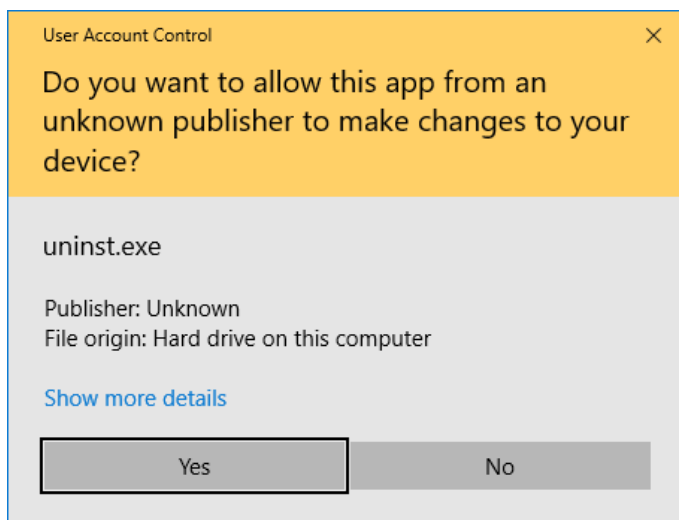 User Account Control
Do you want to allow this app from an
unknown publisher to make changes to your
device?
uninst.exe
Publisher: Unknown
File origin: Hard drive on this computer
Show more details
Yes
No